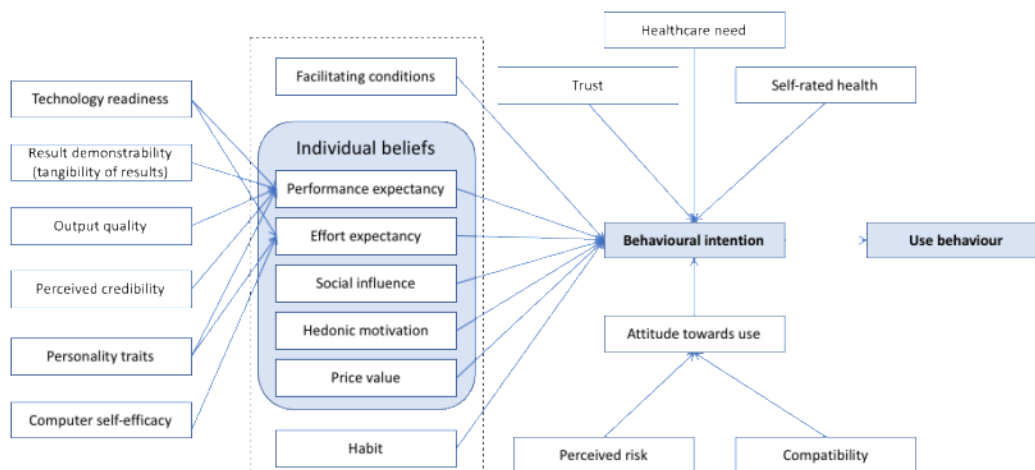 Healthcare need
Facilitating conditions
Trust
Self-rated health
Technology readiness
Individual beliefs
Result demonstrability
(tangibility of results)
Performance expectancy
Output quality
Effort expectancy
Behavioural intention
Use behaviour
Social influence
Perceived credibility
Hedonic motivation
Attitude towards use
Personality traits
Price value
Computer self-efficacy
Habit
Perceived risk
Compatibility